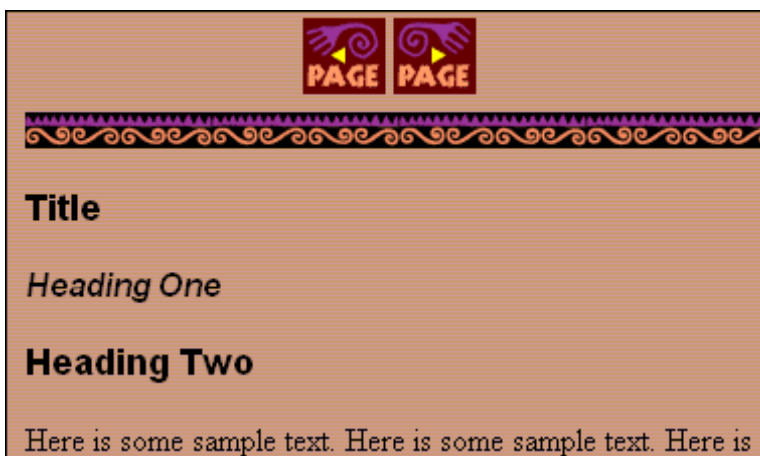 PAGE PAGE
Title
Heading One
Heading Two
Here is some sample text. Here is some sample text. Here is